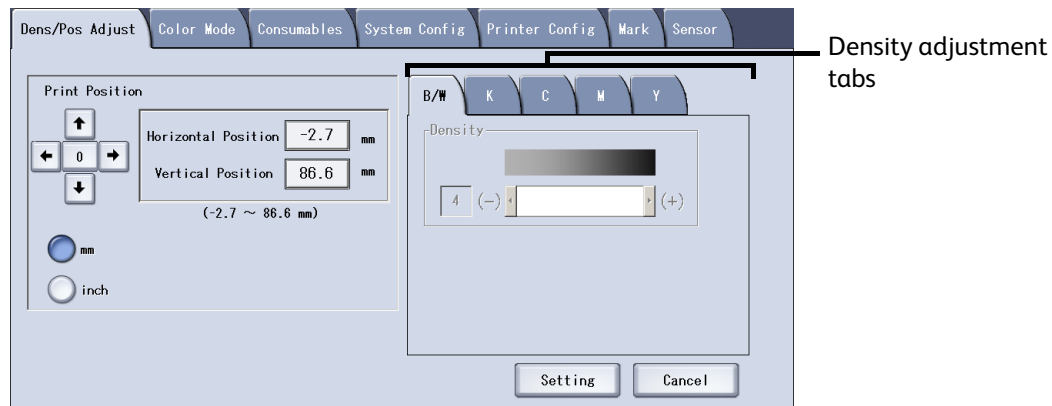 Dens/Pos Adjust Color Mode Consumables System Config Printer Config Mark Sensor
Density adjustment
tabs
Print Position
0
Horizontal Position -2.7 mm
Vertical Position 86.6 mm
(-2.7 ~ 86.6 mm)
mm
inch
B/W K C M Y
Density
4 (-) (+)
Setting Cancel